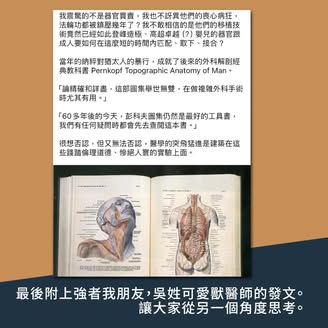 我震驚的不是器官買賣，我也不訝異他們的喪心病狂，
法輪功都被鎮壓幾年了？我不敢相信的是他們的移植技
術竟然已經如此登峰造極、高超卓越（?）嬰兒的器官跟
成人要如何在這麼短的時間內匹配、取下、接合？
當年的納粹對猶太人的暴行，成就了後來的外科解剖經
典教科書 Pernkopf Topographic Anatomy of Man。
「論精確和詳盡，這部圖集舉世無雙，在做複雜外科手術
時尤其有用。」
「60多年後的今天，彭科夫圖集仍然是最好的工具書，
我們有任何疑問時都會先去查閱這本書。」
很想否認，但又無法否認，醫學的突飛猛進是建築在這
些踐踏倫理道德、慘絕人寰的實驗上面。
最後附上強者我朋友，吳姓可愛獸醫師的發文。
讓大家從另一個角度思考。